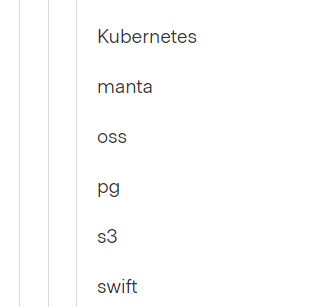 Kubernetes
manta
oss
pg
s3
swift